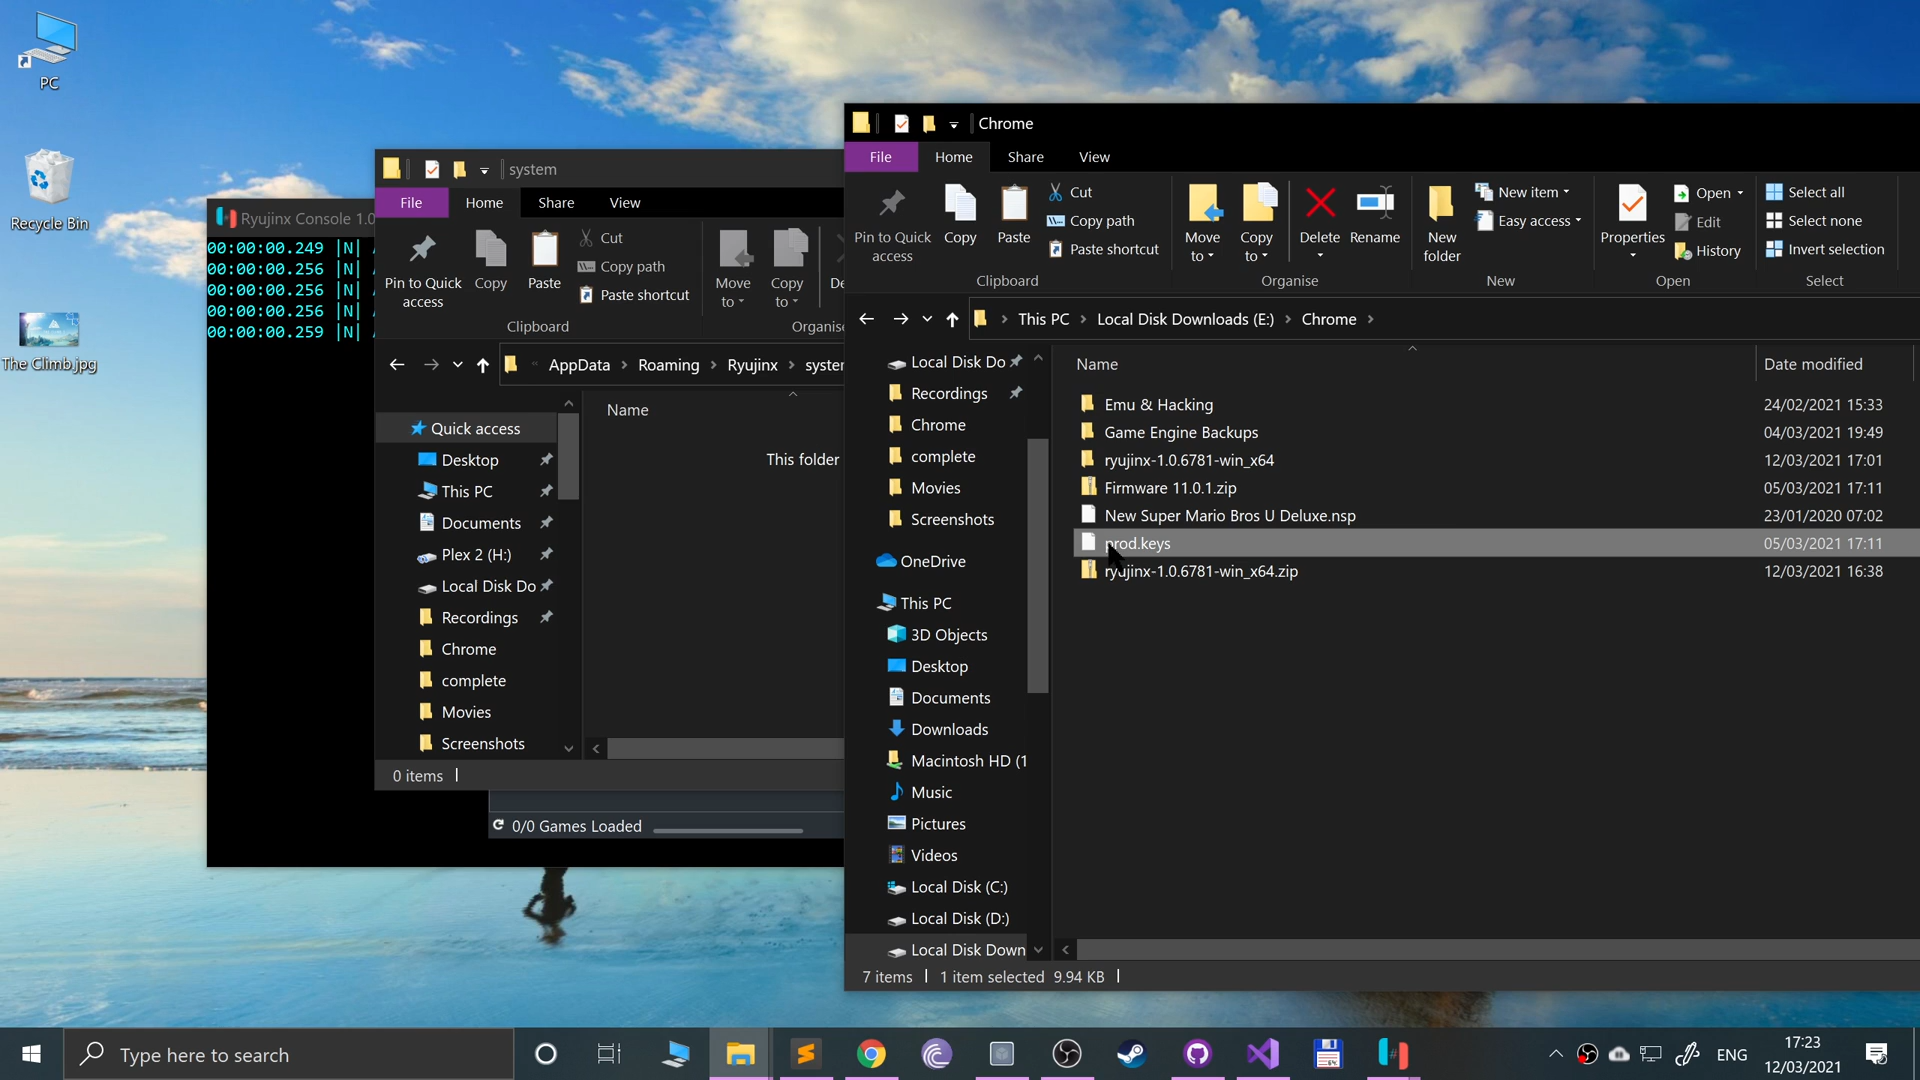 PC
Recycle Bin
The Climb.jpg
Ryujinx Console 1.0
00:00:00.249 |N|
00:00:00.256 |N|
00:00:00.256 |N|
00:00:00.256 |N|
00:00:00.259 |N|
0/0 Games Loaded
system
File Home Share View
Pin to Quick access
Copy
Paste
Cut
Copy path
Paste shortcut
Move to
Copy to
De
Clipboard
Organise
« AppData > Roaming > Ryujinx > system
Name
This folder
Quick access
Desktop
This PC
Documents
Plex 2 (H:)
Local Disk Do
Recordings
Chrome
complete
Movies
Screenshots
0 items
Chrome
File Home Share View
Pin to Quick access
Copy
Paste
Cut
Copy path
Paste shortcut
Move to
Copy to
Delete
Rename
New folder
New item
Easy access
Properties
Open
Edit
History
Select all
Select none
Invert selection
Clipboard
Organise
New
Open
Select
> This PC > Local Disk Downloads (E:) > Chrome >
Local Disk Do
Recordings
Chrome
complete
Movies
Screenshots
OneDrive
This PC
3D Objects
Desktop
Documents
Downloads
Macintosh HD (1
Music
Pictures
Videos
Local Disk (C:)
Local Disk (D:)
Local Disk Down
Name Date modified
Emu & Hacking 24/02/2021 15:33
Game Engine Backups 04/03/2021 19:49
ryujinx-1.0.6781-win_x64 12/03/2021 17:01
Firmware 11.0.1.zip 05/03/2021 17:11
New Super Mario Bros U Deluxe.nsp 23/01/2020 07:02
prod.keys 05/03/2021 17:11
ryujinx-1.0.6781-win_x64.zip 12/03/2021 16:38
7 items 1 item selected 9.94 KB
Type here to search
ENG
17:23
12/03/2021